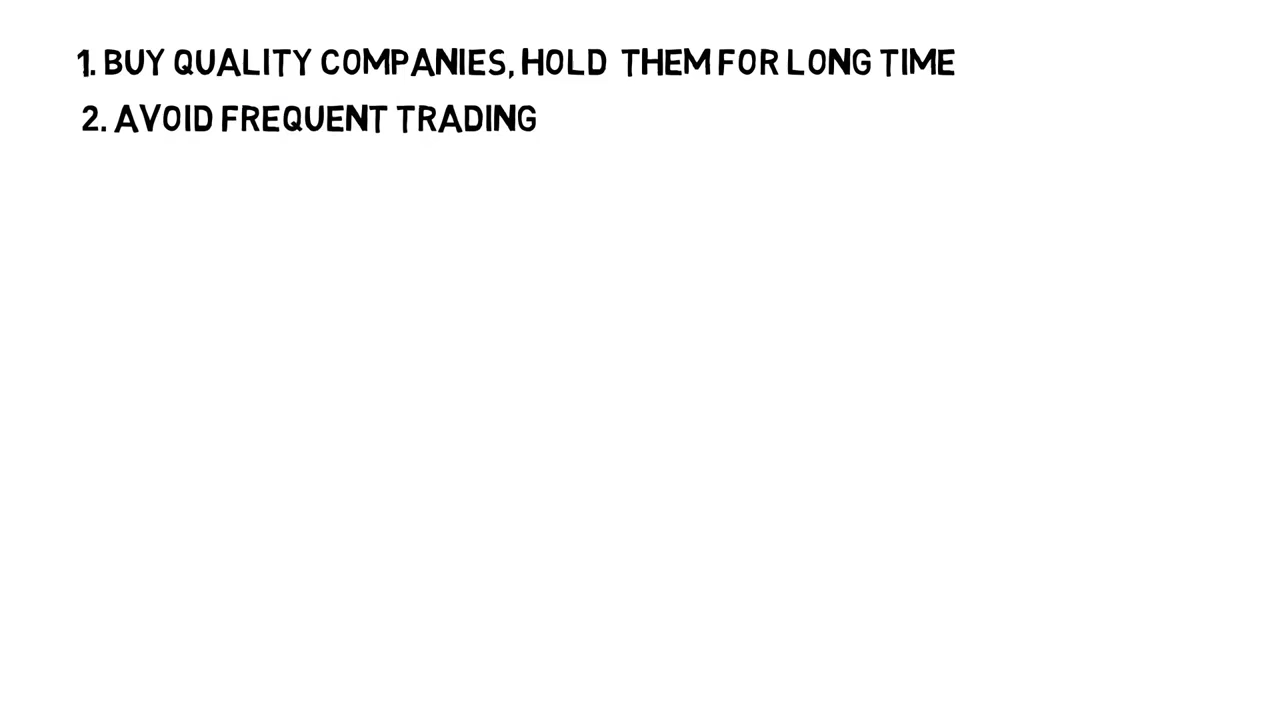 1. BUY QUALITY COMPANIES, HOLD THEM FOR LONG TIME
2. AVOID FREQUENT TRADING